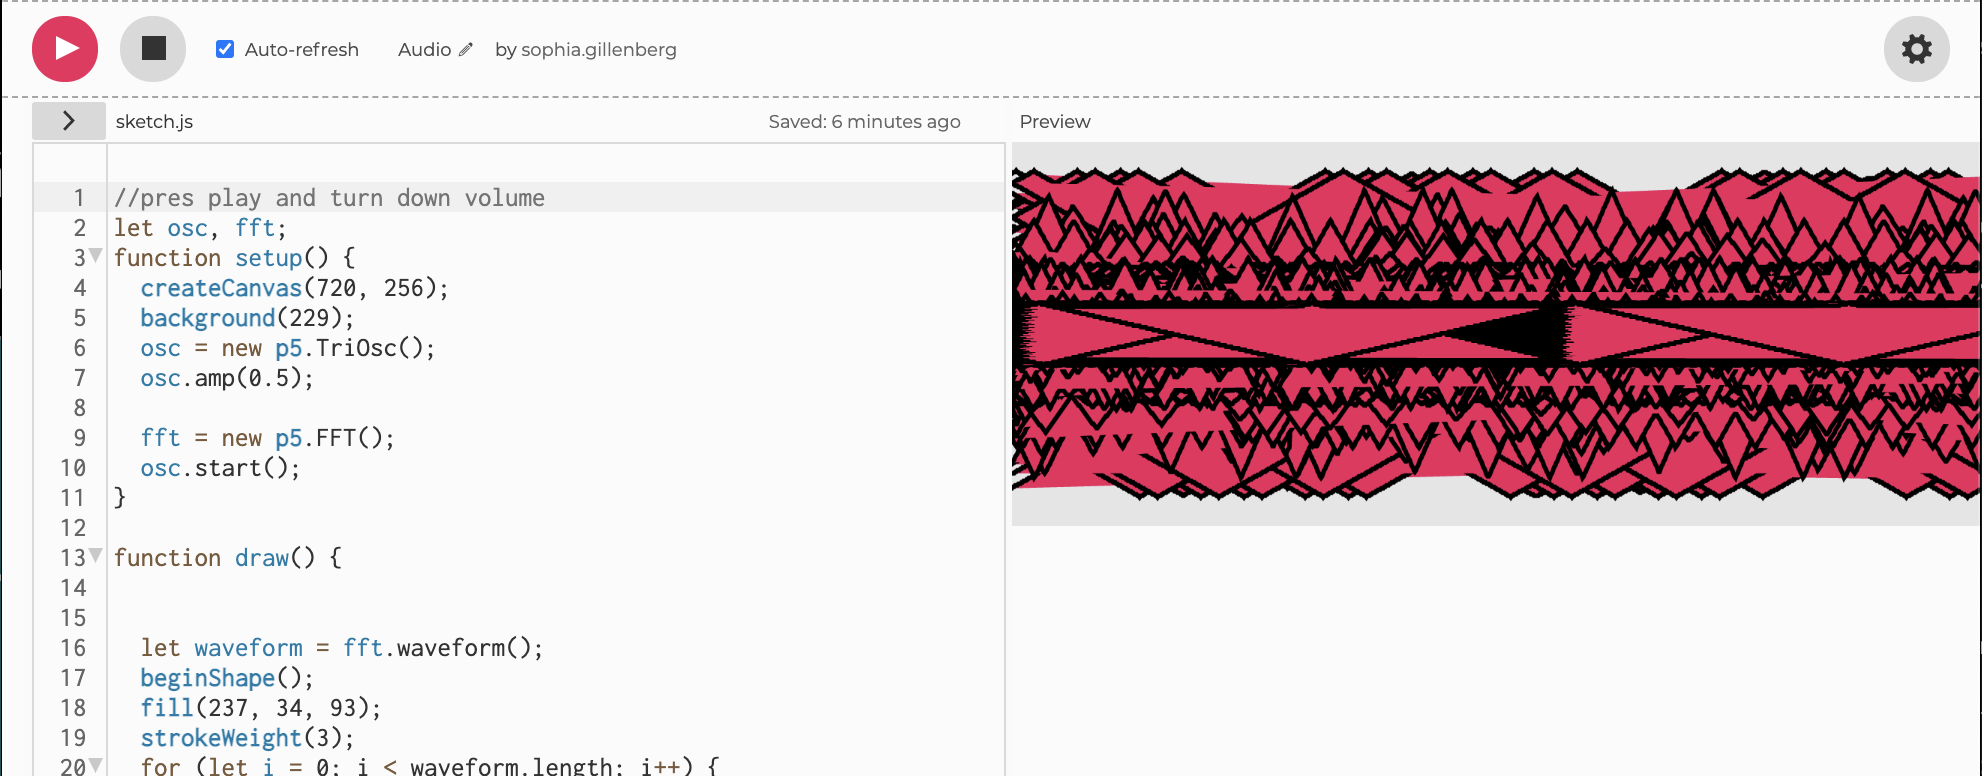 Auto-refresh Audio by sophia.gillenberg
sketch.js Saved: 6 minutes ago Preview
1 //pres play and turn down volume
2 let osc, fft;
3 function setup() {
4 createCanvas(720, 256);
5 background(229);
6 osc = new p5.TriOsc();
7 osc.amp(0.5);
8
9 fft = new p5.FFT();
10 osc.start();
11 }
12
13 function draw() {
14
15
16 let waveform = fft.waveform();
17 beginShape();
18 fill(237, 34, 93);
19 strokeWeight(3);
20 for (let i = 0; i < waveform.length; i++) {